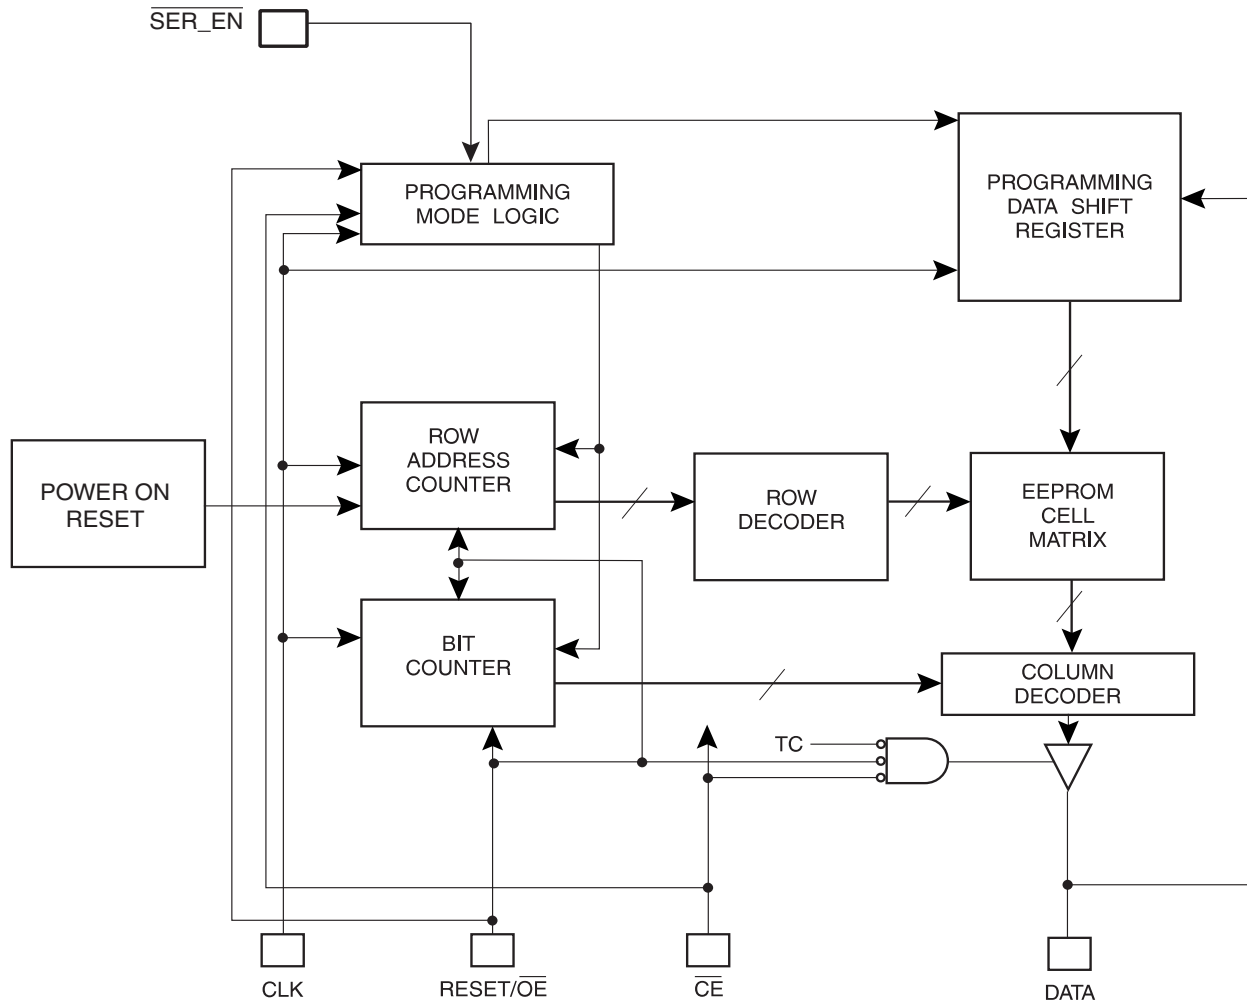 SER_EN
PROGRAMMING
MODE LOGIC
PROGRAMMING
DATA SHIFT
REGISTER
POWER ON
RESET
ROW
ADDRESS
COUNTER
ROW
DECODER
EEPROM
CELL
MATRIX
BIT
COUNTER
COLUMN
DECODER
TC
CLK
RESET/OE
CE
DATA